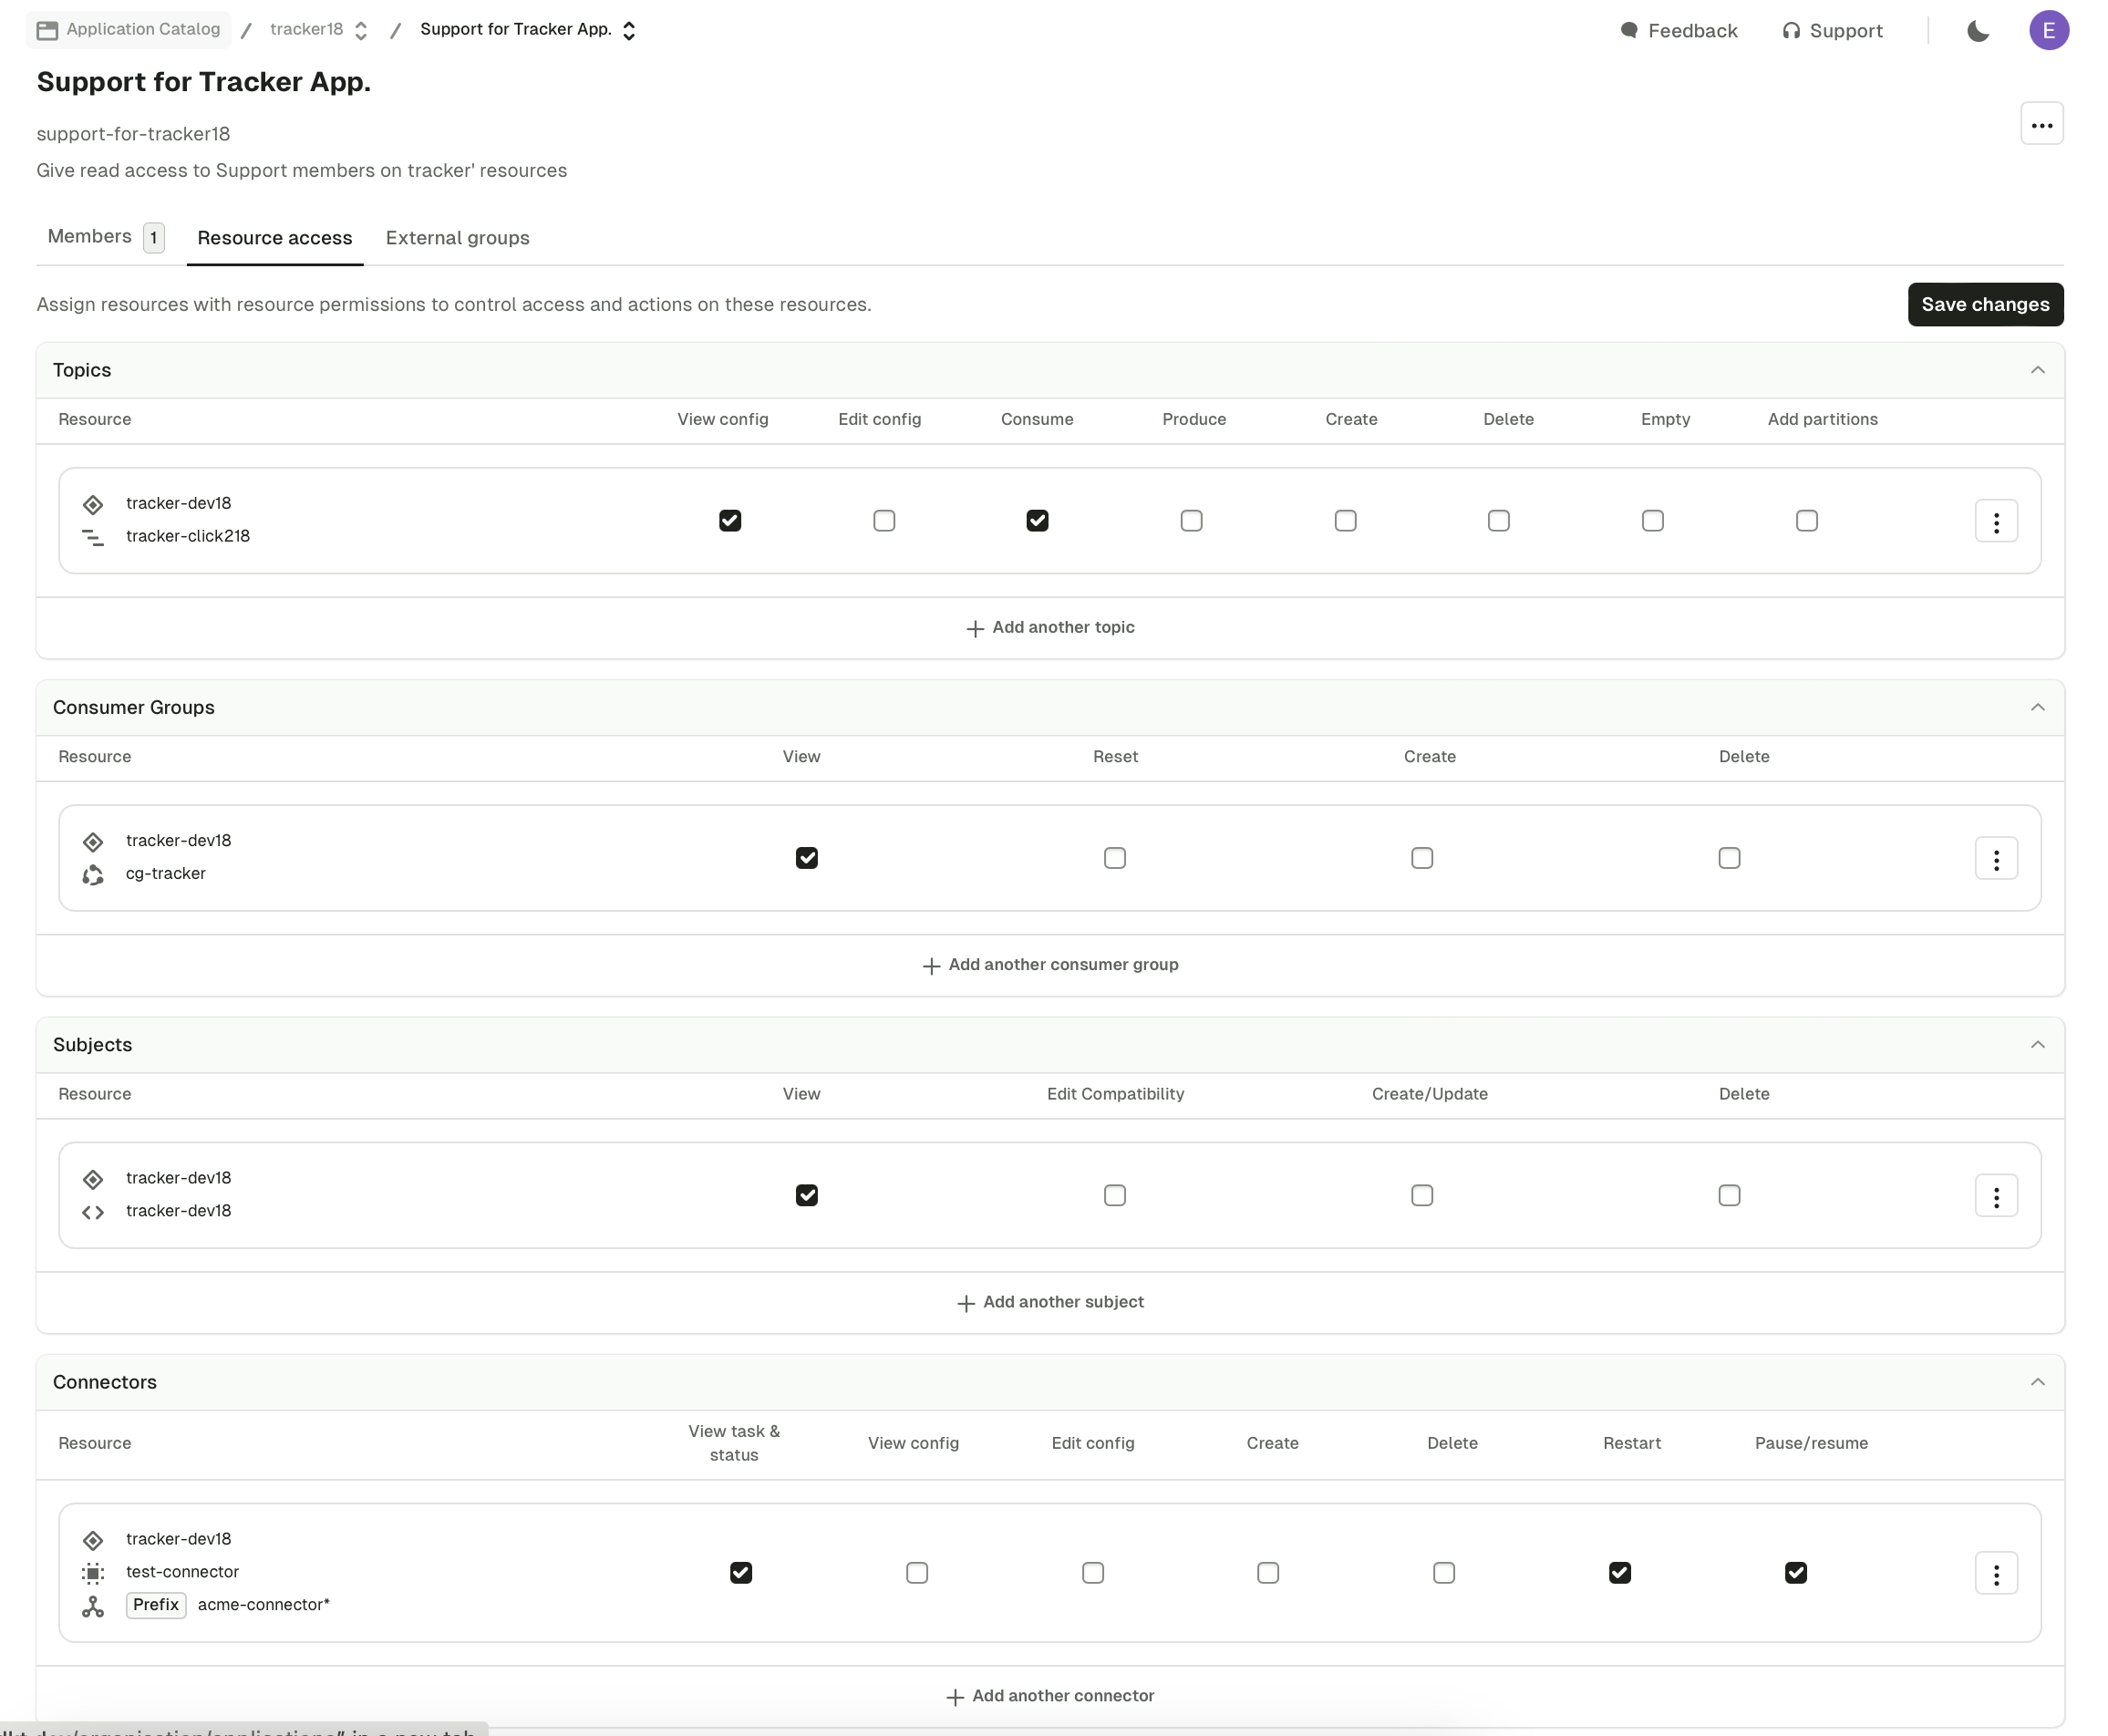 Application Catalog / tracker18 / Support for Tracker App. Feedback Support E
Support for Tracker App.
support-for-tracker18
Give read access to Support members on tracker' resources
Members 1 Resource access External groups
Assign resources with resource permissions to control access and actions on these resources. Save changes
Topics
Resource View config Edit config Consume Produce Create Delete Empty Add partitions
tracker-dev18
tracker-click218
Add another topic
Consumer Groups
Resource View Reset Create Delete
tracker-dev18
cg-tracker
Add another consumer group
Subjects
Resource View Edit Compatibility Create/Update Delete
tracker-dev18
tracker-dev18
Add another subject
Connectors
Resource View task & status View config Edit config Create Delete Restart Pause/resume
tracker-dev18
test-connector
Prefix acme-connector*
Add another connector